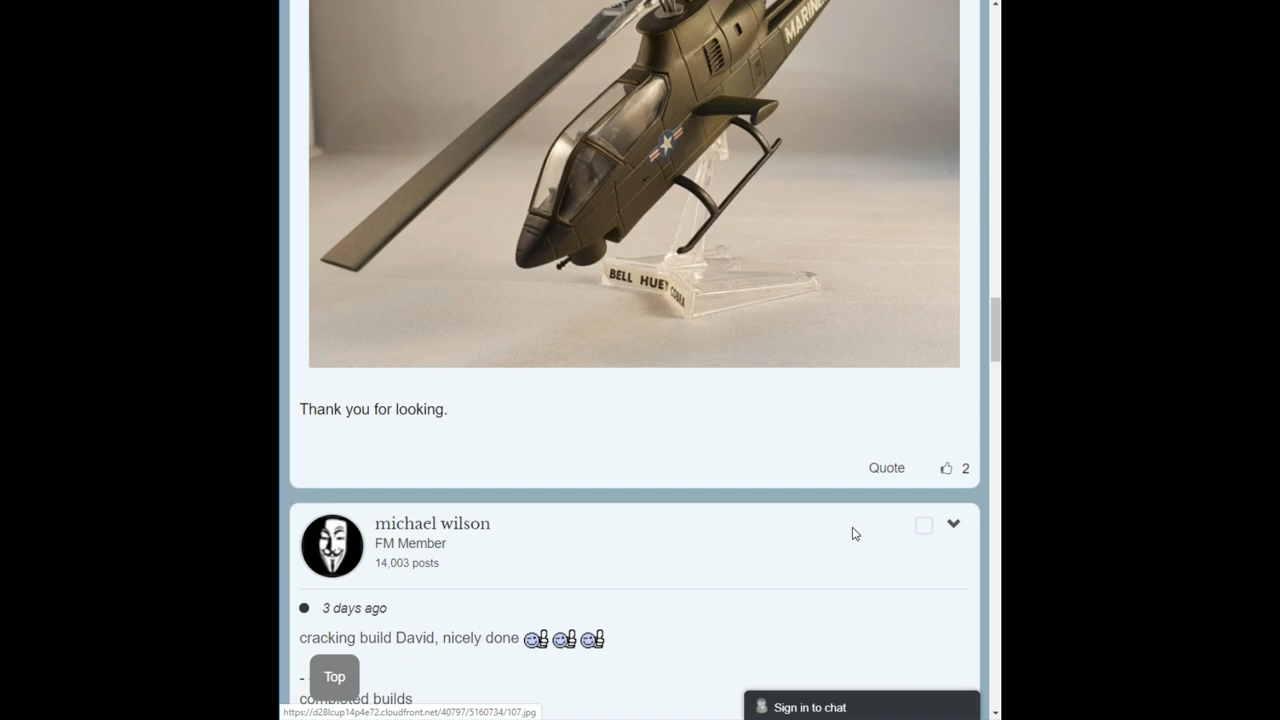 MARINE
BELL HUEY COBRA
Thank you for looking.
Quote 2
michael wilson
FM Member
14,003 posts
3 days ago
cracking build David, nicely done
Top
completed builds
https://d28lcup14p4e72.cloudfront.net/40797/5160734/107.jpg
Sign in to chat